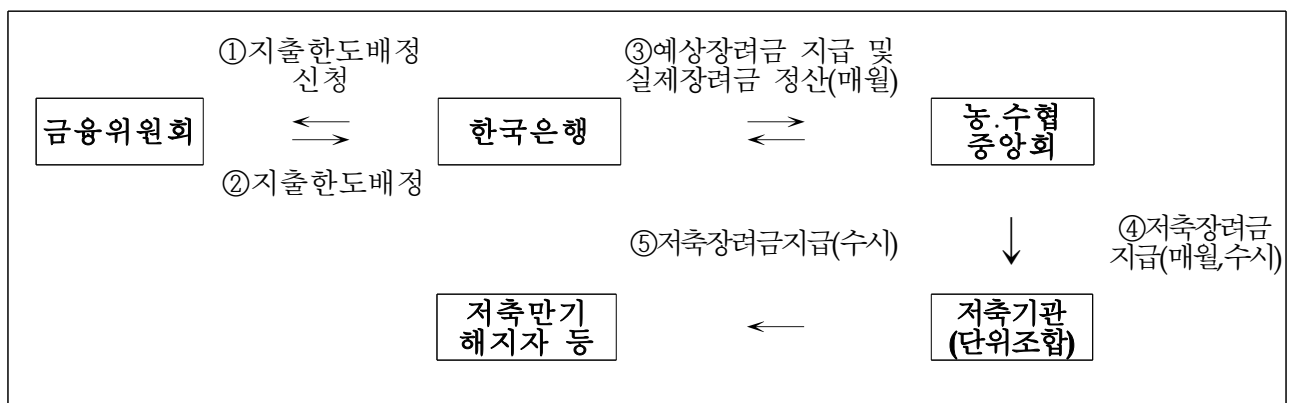 ①지출한도배정
신청
③예상장려금 지급 및
실제장려금 정산(매월)
금융위원회
한국은행
농.수협
중앙회
②지출한도배정
⑤저축장려금지급(수시)
④저축장려금
지급(매월,수시)
저축만기
해지자 등
저축기관
(단위조합)